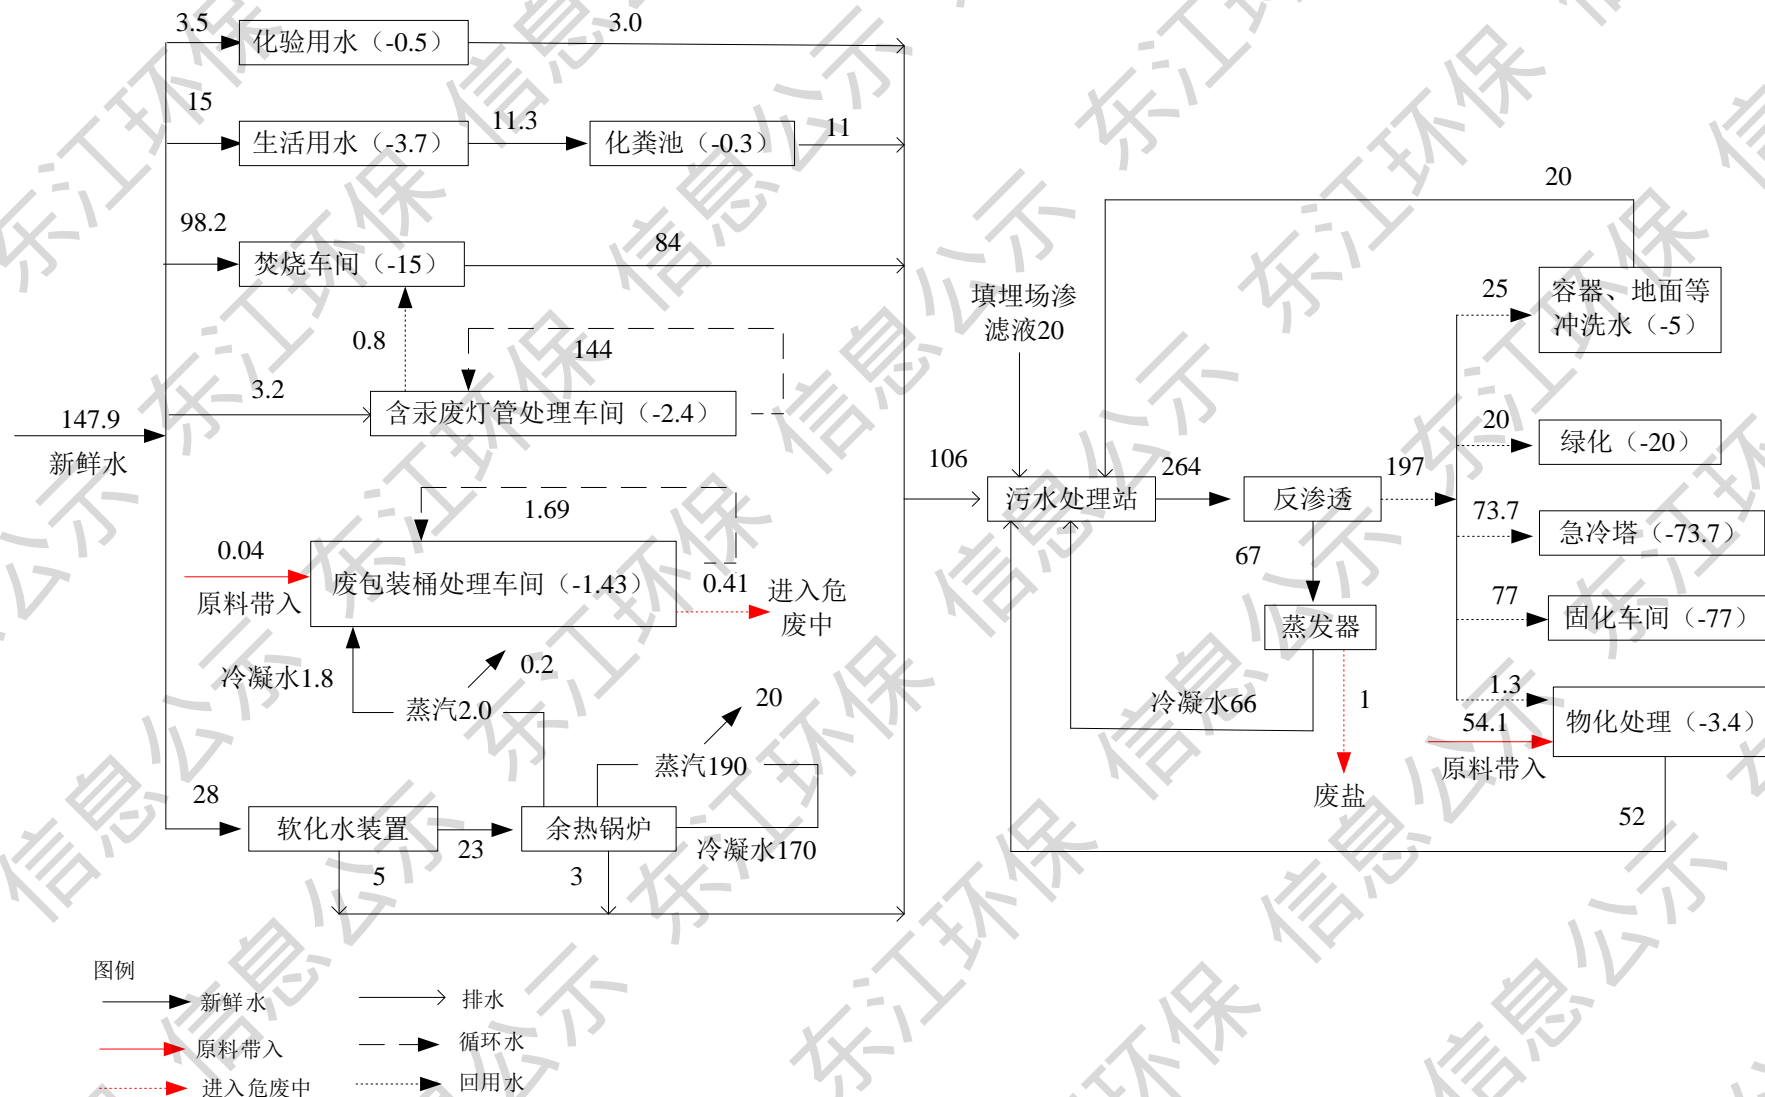 3.5
化验用水（-0.5）
3.0
15
生活用水（-3.7）
11.3
化粪池（-0.3）
11
98.2
焚烧车间（-15）
84
0.8
144
3.2
含汞废灯管处理车间（-2.4）
147.9
新鲜水
1.69
0.04
原料带入
废包装桶处理车间（-1.43）
0.41
进入危
废中
冷凝水1.8
蒸汽2.0
0.2
20
蒸汽190
28
软化水装置
23
余热锅炉
冷凝水170
5
3
106
填埋场渗
滤液20
污水处理站
264
反渗透
197
67
蒸发器
冷凝水66
1
废盐
20
25
容器、地面等
冲洗水（-5）
20
绿化（-20）
73.7
急冷塔（-73.7）
77
固化车间（-77）
1.3
54.1
原料带入
物化处理（-3.4）
52
图例
新鲜水
排水
原料带入
循环水
进入危废中
回用水
东江环保 信息公示